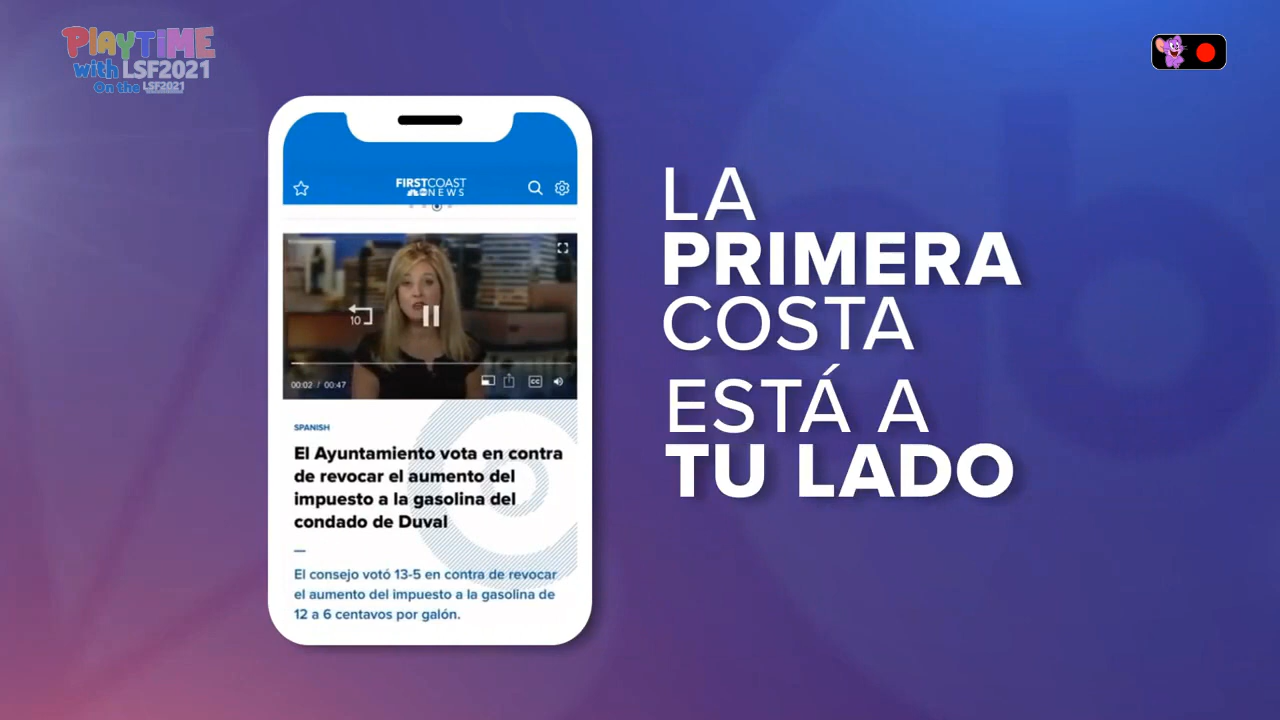 PLAYTIME
with LSF2021
On the LSF2021
FIRSTCOAST
NEWS
10
00:02 / 00:47
CC
SPANISH
El Ayuntamiento vota en contra
de revocar el aumento del
impuesto a la gasolina del
condado de Duval
El consejo votó 13-5 en contra de revocar
el aumento del impuesto a la gasolina de
12 a 6 centavos por galón.
LA
PRIMERA
COSTA
ESTÁ A
TU LADO